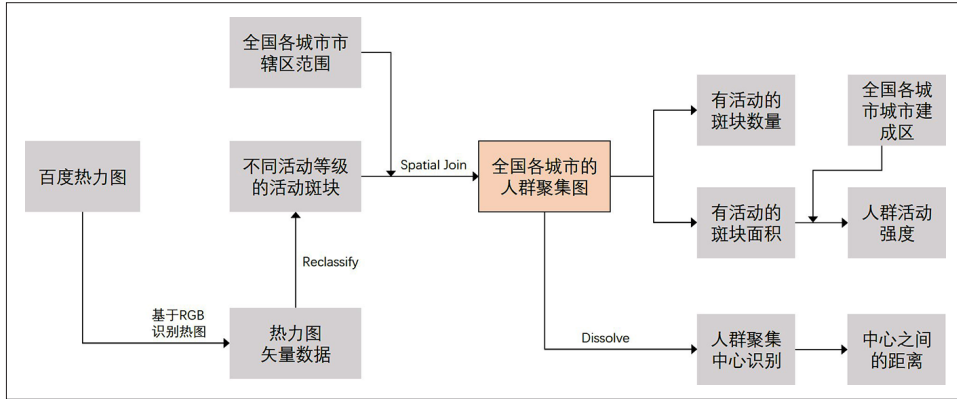 全国各城市市
辖区范围
有活动的
斑块数量
全国各城
市城市建
成区
百度热力图
不同活动等级
的活动斑块
Spatial Join
全国各城市的
人群聚集图
有活动的
斑块面积
人群活动
强度
Reclassify
基于RGB
识别热图
热力图
矢量数据
Dissolve
人群聚集
中心识别
中心之间
的距离